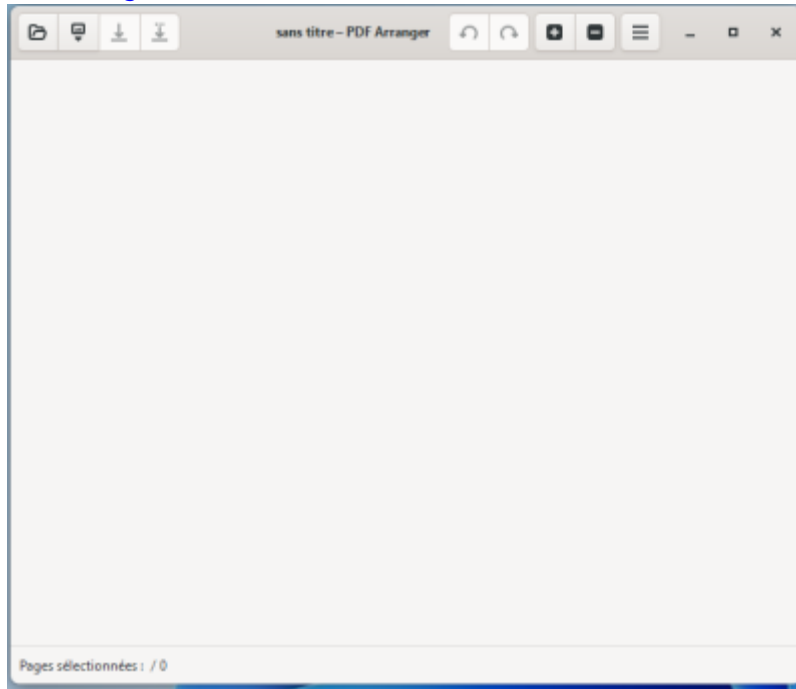 sans titre – PDF Arranger
Pages sélectionnées : / 0